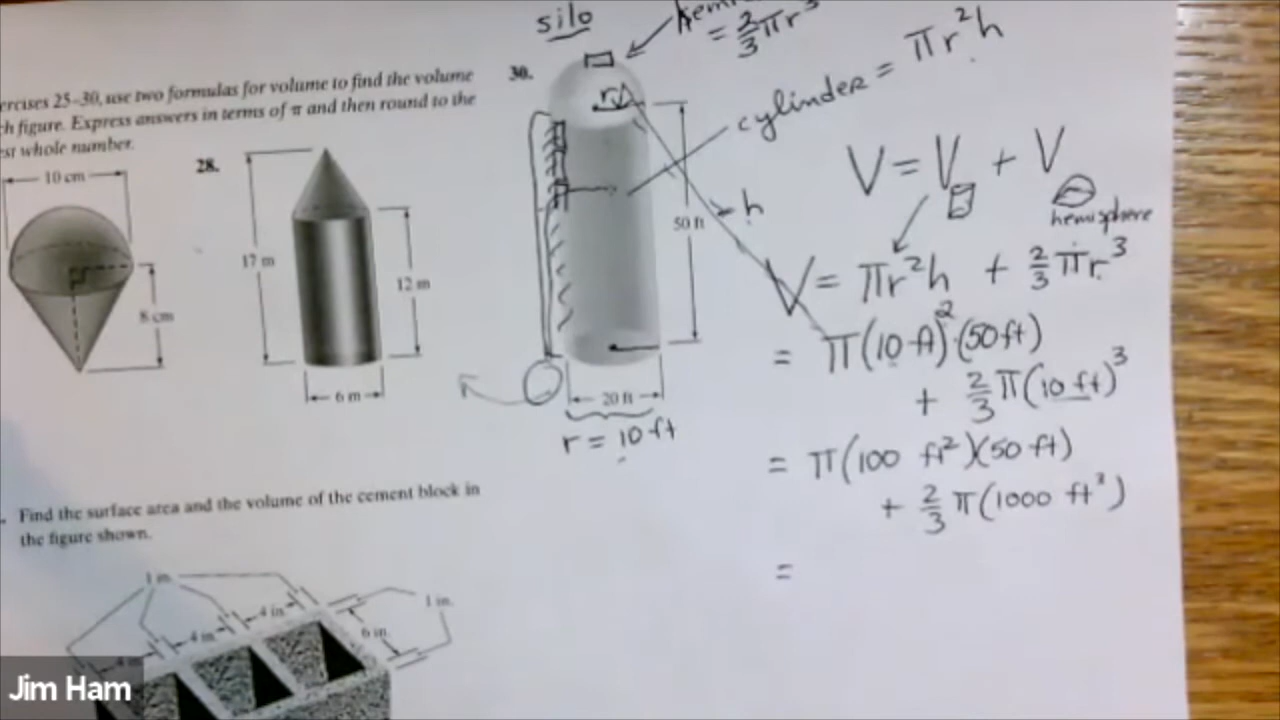 silo
= 2/3 πr³
ercises 25–30, use two formulas for volume to find the volume
ch figure. Express answers in terms of π and then round to the
est whole number.
10 cm
8 cm
28.
17 m
12 m
6 m
30.
r
50 ft
h
20 ft
r = 10 ft
cylinder = πr²h
V = V + V
hemisphere
V = πr²h + 2/3 πr³
= π(10 ft)²·(50 ft)
+ 2/3 π(10 ft)³
= π(100 ft²)(50 ft)
+ 2/3 π(1000 ft³)
=
Find the surface area and the volume of the cement block in
the figure shown.
1 in.
4 in
4 in
4 in
6 in.
1 in.
Jim Ham